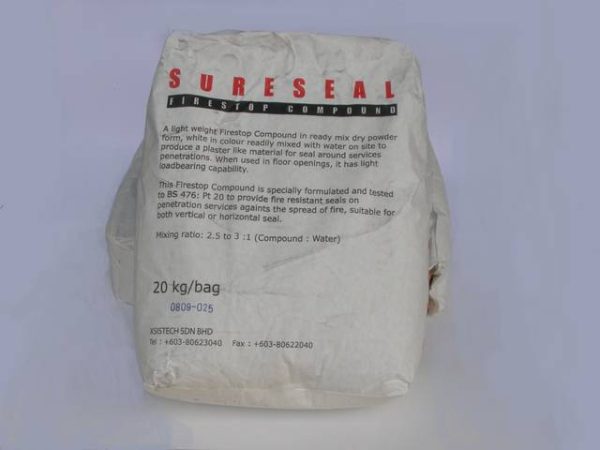 SURESEAL
FIRESTOP COMPOUND
A light weight Firestop Compound in ready mix dry powder
form, white in colour readily mixed with water on site to
produce a plaster like material for seal around services
penetrations. When used in floor openings, it has light
loadbearing capability.
This Firestop Compound is specially formulated and tested
to BS 476: Pt 20 to provide fire resistant seals on
penetration services againts the spread of fire, suitable for
both vertical or horizontal seal.
Mixing ratio: 2.5 to 3 :1 (Compound : Water)
20 kg/bag
0809-025
XSISTECH SDN BHD
Tel : +603-80623040 Fax : +603-80622040